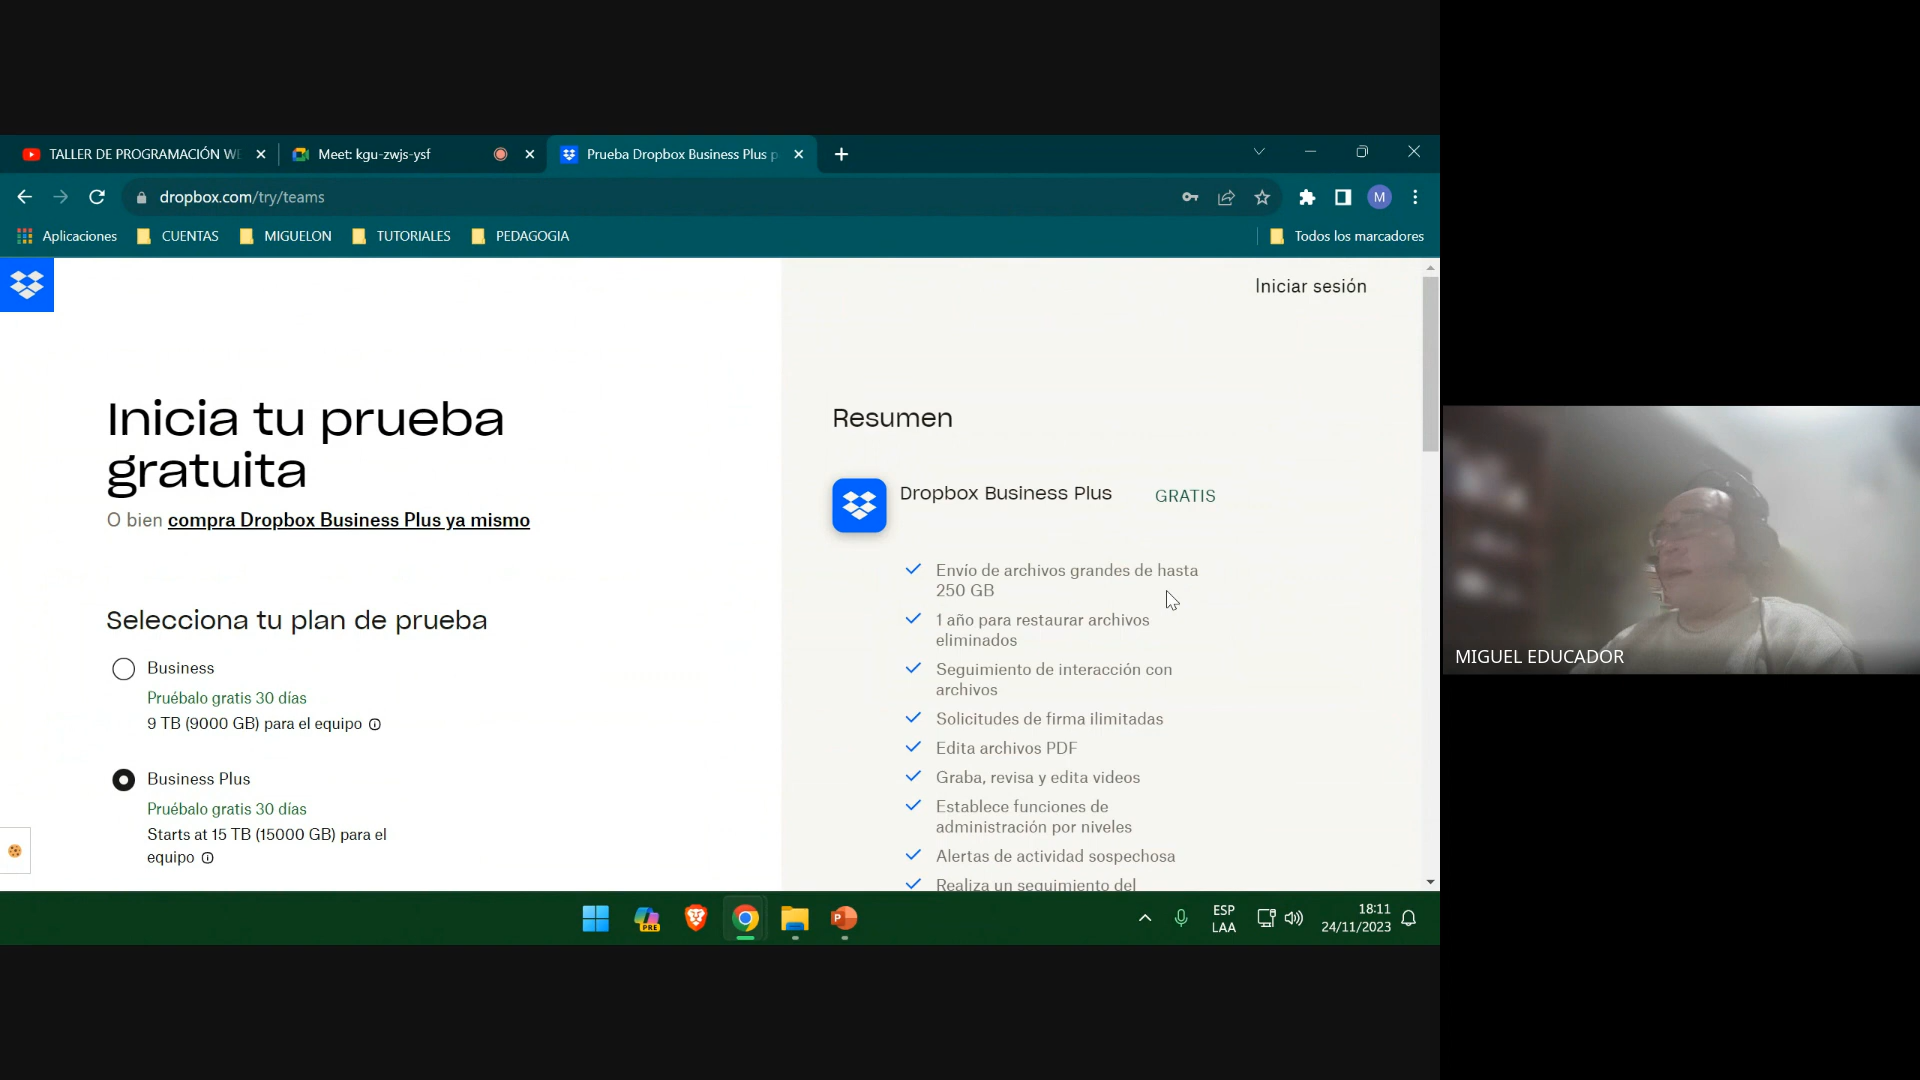 TALLER DE PROGRAMACIÓN WE
Meet: kgu-zwjs-ysf
Prueba Dropbox Business Plus p
dropbox.com/try/teams
M
Aplicaciones
CUENTAS
MIGUELON
TUTORIALES
PEDAGOGIA
Todos los marcadores
Iniciar sesión
Inicia tu prueba
gratuita
O bien compra Dropbox Business Plus ya mismo
Selecciona tu plan de prueba
Business
Pruébalo gratis 30 días
9 TB (9000 GB) para el equipo
Business Plus
Pruébalo gratis 30 días
Starts at 15 TB (15000 GB) para el
equipo
Resumen
Dropbox Business Plus GRATIS
Envío de archivos grandes de hasta
250 GB
1 año para restaurar archivos
eliminados
Seguimiento de interacción con
archivos
Solicitudes de firma ilimitadas
Edita archivos PDF
Graba, revisa y edita videos
Establece funciones de
administración por niveles
Alertas de actividad sospechosa
Realiza un seguimiento del
MIGUEL EDUCADOR
PRE
P
ESP
LAA
18:11
24/11/2023